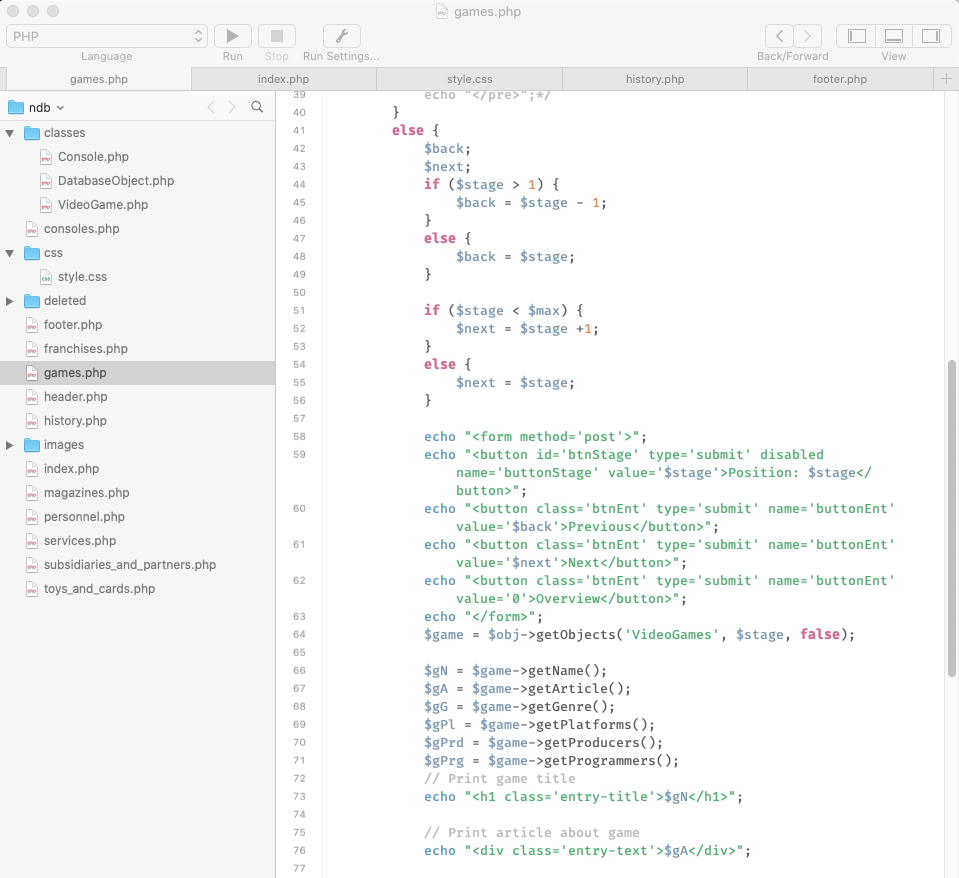 games.php
PHP
Language
Run
Stop
Run Settings...
Back/Forward
View
games.php
index.php
style.css
history.php
footer.php
ndb
classes
Console.php
DatabaseObject.php
VideoGame.php
consoles.php
css
style.css
deleted
footer.php
franchises.php
games.php
header.php
history.php
images
index.php
magazines.php
personnel.php
services.php
subsidiaries_and_partners.php
toys_and_cards.php
39 echo "</pre>";*/
40 }
41 else {
42 $back;
43 $next;
44 if ($stage > 1) {
45 $back = $stage - 1;
46 }
47 else {
48 $back = $stage;
49 }
50
51 if ($stage < $max) {
52 $next = $stage +1;
53 }
54 else {
55 $next = $stage;
56 }
57
58 echo "<form method='post'>";
59 echo "<button id='btnStage' type='submit' disabled
name='buttonStage' value='$stage'>Position: $stage</
button>";
60 echo "<button class='btnEnt' type='submit' name='buttonEnt'
value='$back'>Previous</button>";
61 echo "<button class='btnEnt' type='submit' name='buttonEnt'
value='$next'>Next</button>";
62 echo "<button class='btnEnt' type='submit' name='buttonEnt'
value='0'>Overview</button>";
63 echo "</form>";
64 $game = $obj->getObjects('VideoGames', $stage, false);
65
66 $gN = $game->getName();
67 $gA = $game->getArticle();
68 $gG = $game->getGenre();
69 $gPl = $game->getPlatforms();
70 $gPrd = $game->getProducers();
71 $gPrg = $game->getProgrammers();
72 // Print game title
73 echo "<h1 class='entry-title'>$gN</h1>";
74
75 // Print article about game
76 echo "<div class='entry-text'>$gA</div>";
77